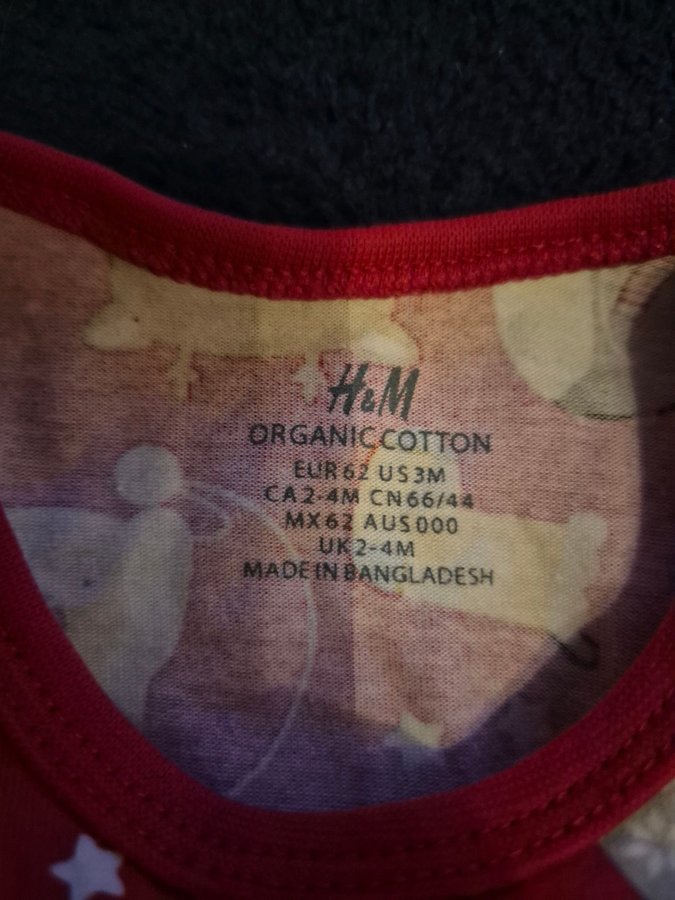 H&M
ORGANIC COTTON
EUR 62 US 3M
CA 2-4M CN 66/44
MX 62 AUS 000
UK 2-4M
MADE IN BANGLADESH